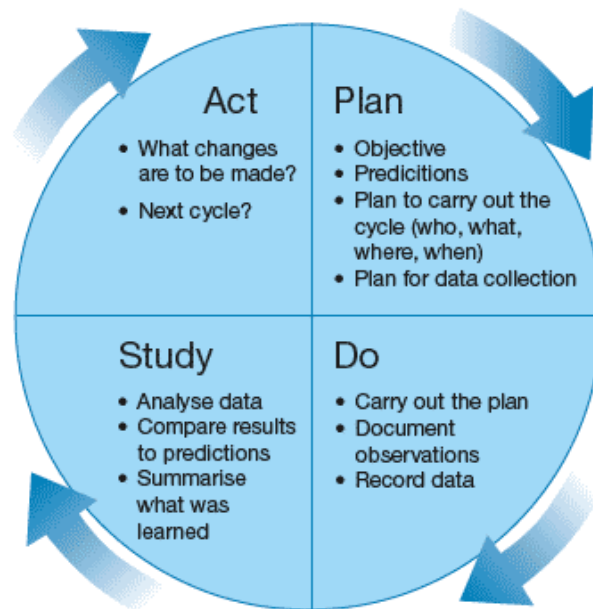 Act
• What changes
are to be made?
• Next cycle?
Plan
• Objective
• Predicitions
• Plan to carry out the
cycle (who, what,
where, when)
• Plan for data collection
Study
• Analyse data
• Compare results
to predictions
• Summarise
what was
learned
Do
• Carry out the plan
• Document
observations
• Record data